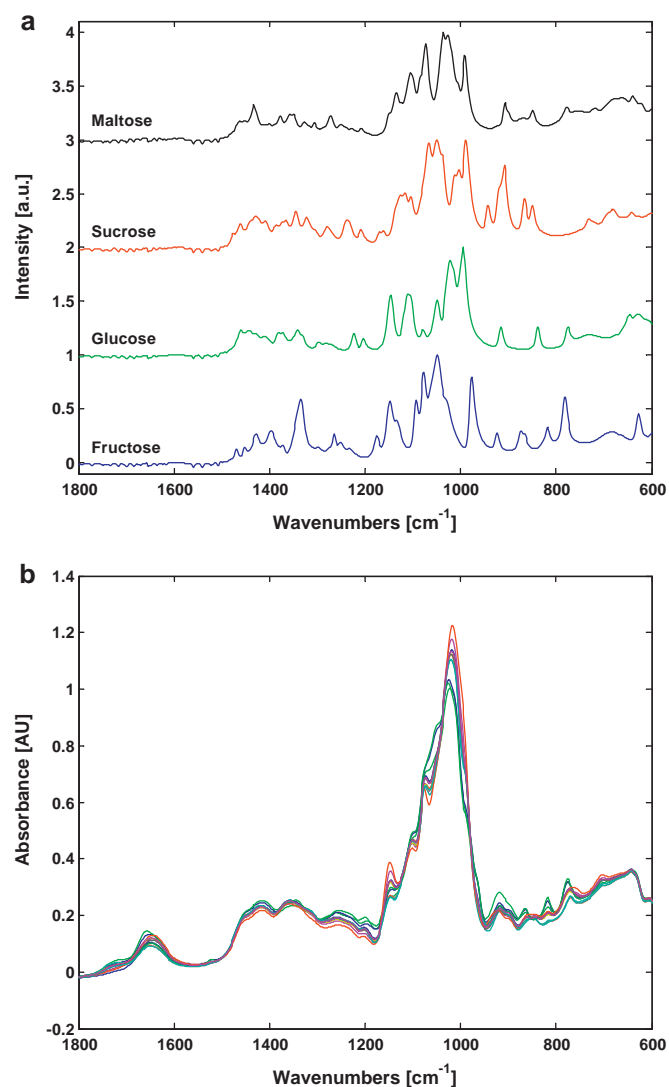 a
4
3.5
Maltose
3
2.5
Sucrose
2
1.5
Glucose
1
0.5
Fructose
0
Intensity [a.u.]
1800 1600 1400 1200 1000 800 600
Wavenumbers [cm⁻¹]
b
1.4
1.2
1
0.8
0.6
0.4
0.2
0
-0.2
Absorbance [AU]
1800 1600 1400 1200 1000 800 600
Wavenumbers [cm⁻¹]